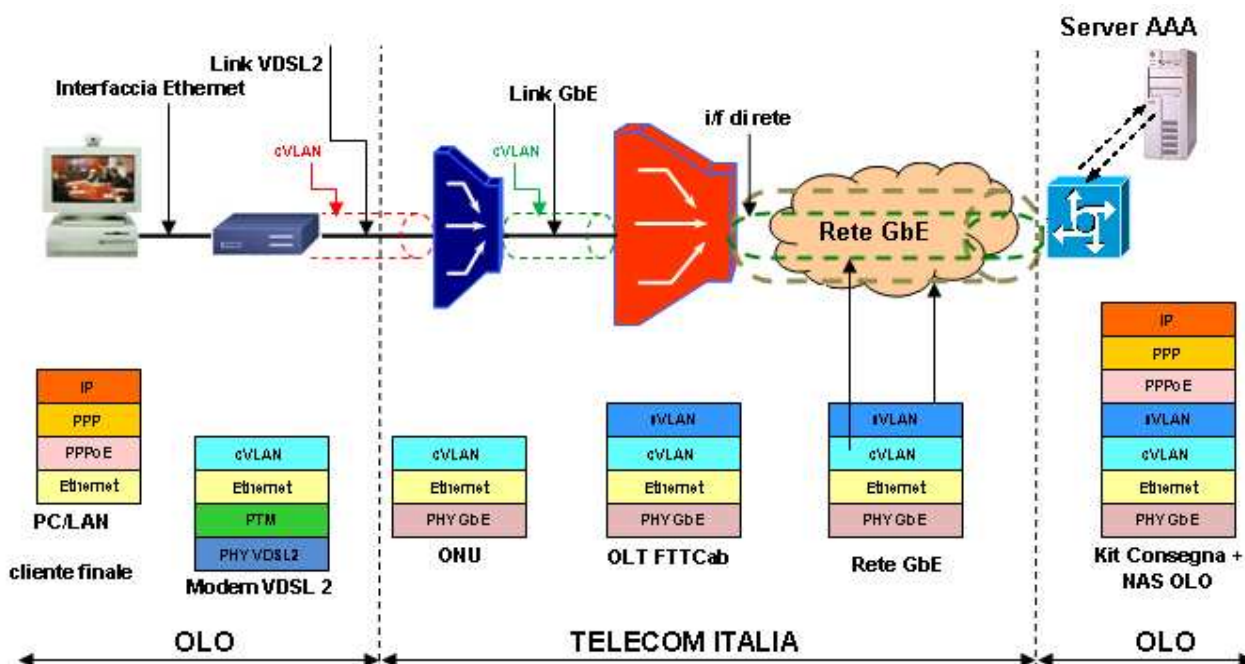 Server AAA
Link VDSL2
Interfaccia Ethernet
Link GbE
i/f di rete
cVLAN
cVLAN
Rete GbE
IP
PPP
PPPoE
Ethernet
PC/LAN
cliente finale
cVLAN
Ethernet
PTM
PHY VDSL2
Modem VDSL 2
cVLAN
Ethernet
PHY GbE
ONU
sVLAN
cVLAN
Ethernet
PHY GbE
OLT FTTCab
sVLAN
cVLAN
Ethernet
PHY GbE
Rete GbE
IP
PPP
PPPoE
sVLAN
cVLAN
Ethernet
PHY GbE
Kit Consegna +
NAS OLO
OLO
TELECOM ITALIA
OLO